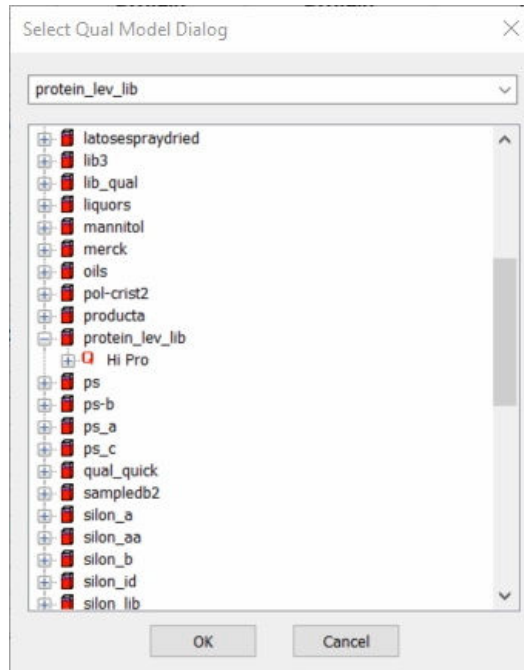 Select Qual Model Dialog
protein_lev_lib
latosespraydried
lib3
lib_qual
liquors
mannitol
merck
oils
pol-crist2
producta
protein_lev_lib
Q Hi Pro
ps
ps-b
ps_a
ps_c
qual_quick
sampledb2
silon_a
silon_aa
silon_b
silon_id
silon_lib
OK Cancel